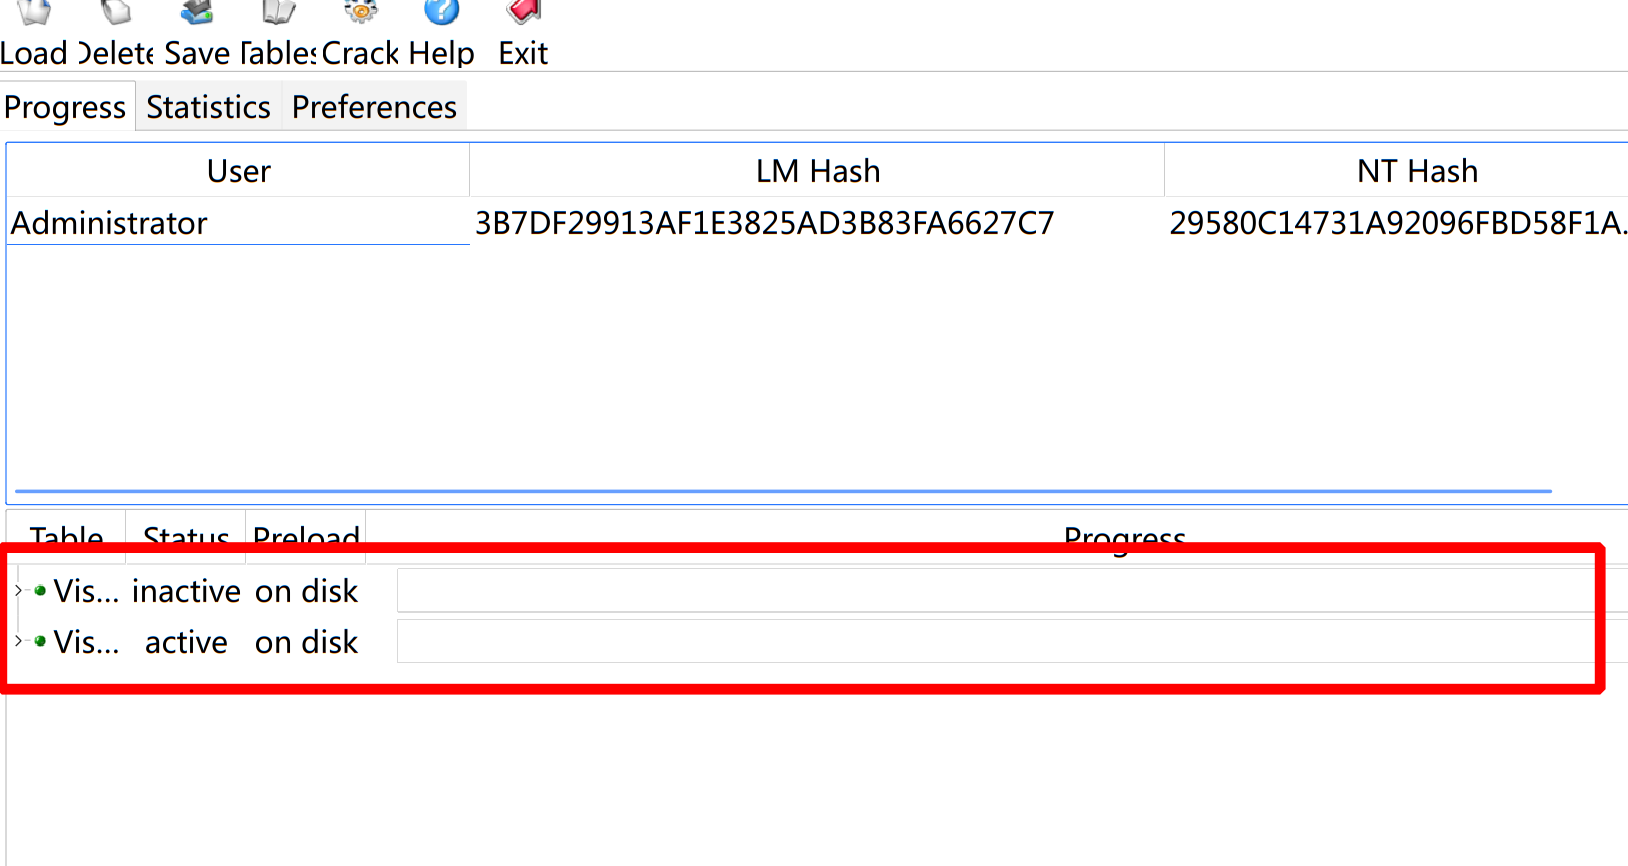 Load Delete Save Tables Crack Help Exit
Progress Statistics Preferences
User LM Hash NT Hash
Administrator 3B7DF29913AF1E3825AD3B83FA6627C7 29580C14731A92096FBD58F1A.
Table Status Preload Progress
Vis... inactive on disk
Vis... active on disk